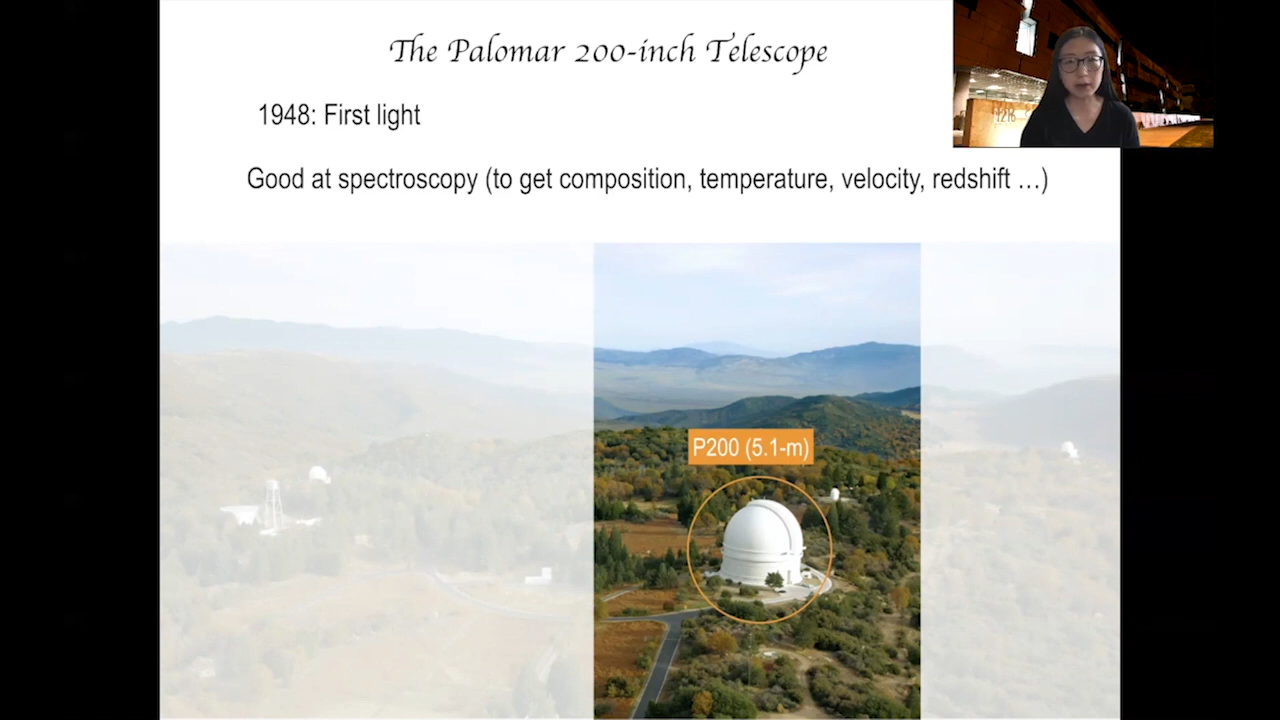 The Palomar 200-inch Telescope
1948: First light
Good at spectroscopy (to get composition, temperature, velocity, redshift …)
P200 (5.1-m)
1216